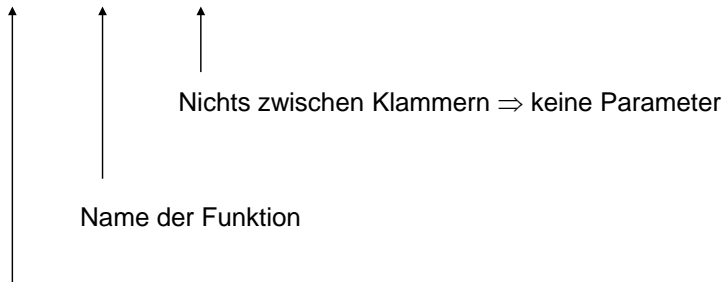 Nichts zwischen Klammern ⇒ keine Parameter
Name der Funktion